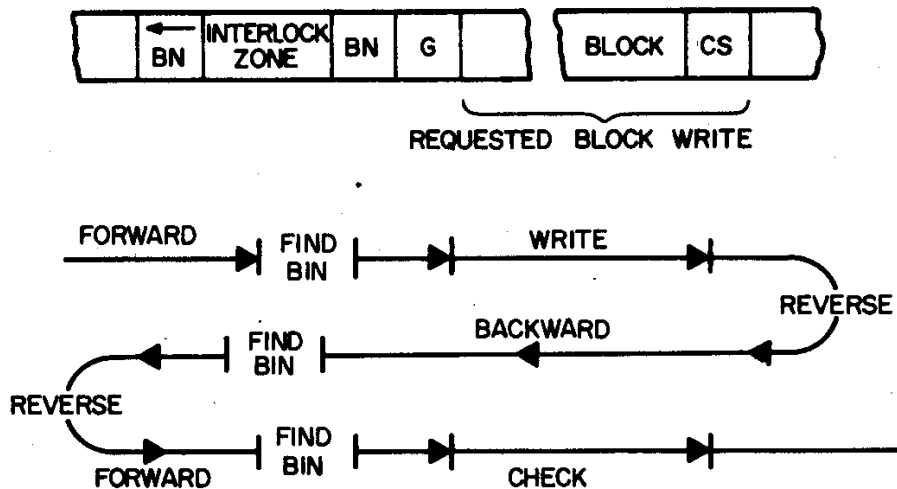 BN
INTERLOCK
ZONE
BN
G
BLOCK
CS
REQUESTED BLOCK WRITE
FORWARD
FIND
BIN
WRITE
REVERSE
BACKWARD
FIND
BIN
REVERSE
FORWARD
FIND
BIN
CHECK